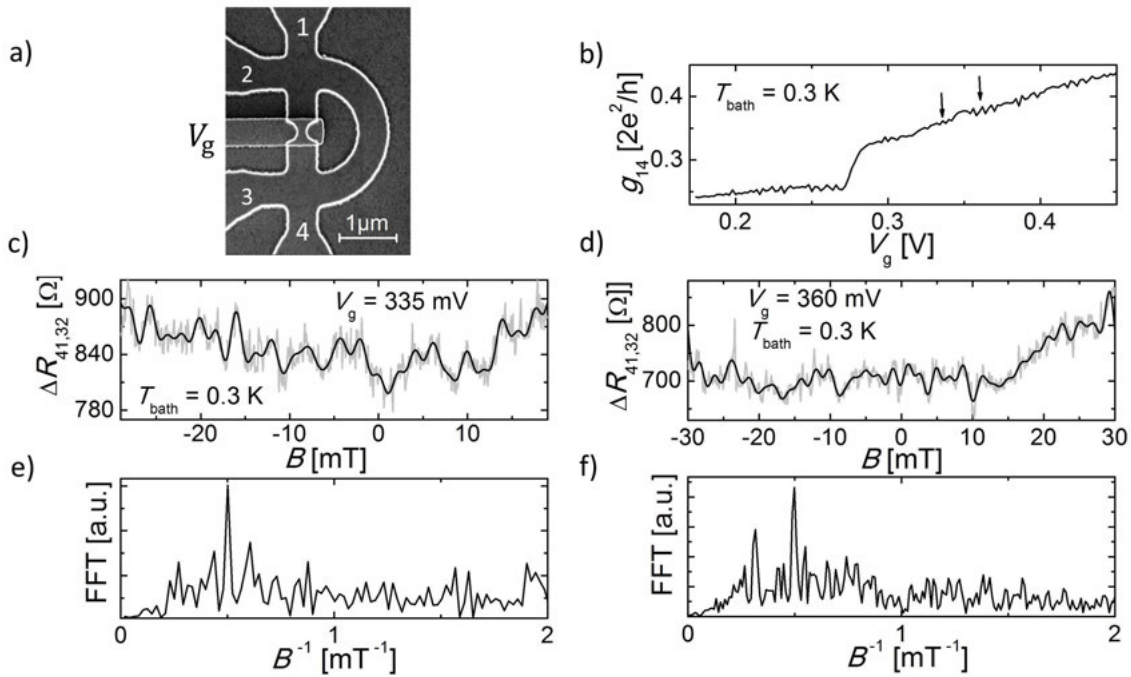 a)
1
2
V_g
3
4
1µm
b)
T_bath = 0.3 K
g_14 [2e²/h]
0.4
0.3
0.2
0.3
0.4
V_g [V]
c)
ΔR_41,32 [Ω]
900
840
780
V_g = 335 mV
T_bath = 0.3 K
-20
-10
0
10
B [mT]
d)
ΔR_41,32 [Ω]]
800
700
V_g = 360 mV
T_bath = 0.3 K
-30
-20
-10
0
10
20
30
B [mT]
e)
FFT [a.u.]
0
1
2
B⁻¹ [mT⁻¹]
f)
FFT [a.u.]
0
1
2
B⁻¹ [mT⁻¹]